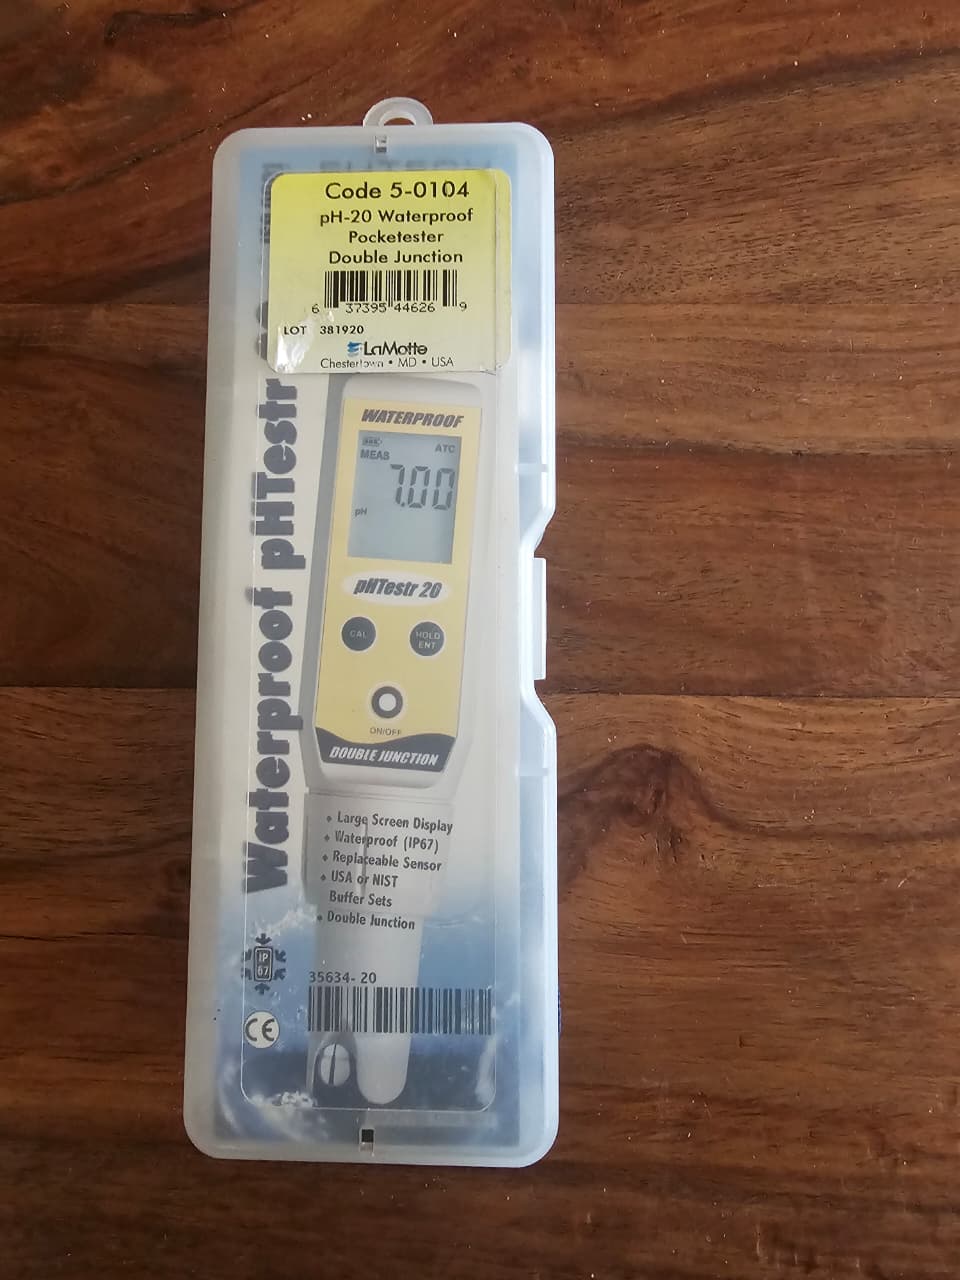 Code 5-0104
pH-20 Waterproof
Pocketester
Double Junction
6 37395 44626 9
LOT 381920
LaMotte
Chestertown • MD • USA
Waterproof pHTestr
WATERPROOF
MEAS ATC
7.00
pH
pHTestr 20
CAL
HOLD
ENT
ON/OFF
DOUBLE JUNCTION
Large Screen Display
Waterproof (IP67)
Replaceable Sensor
USA or NIST
Buffer Sets
Double Junction
IP
67
35634-20
CE